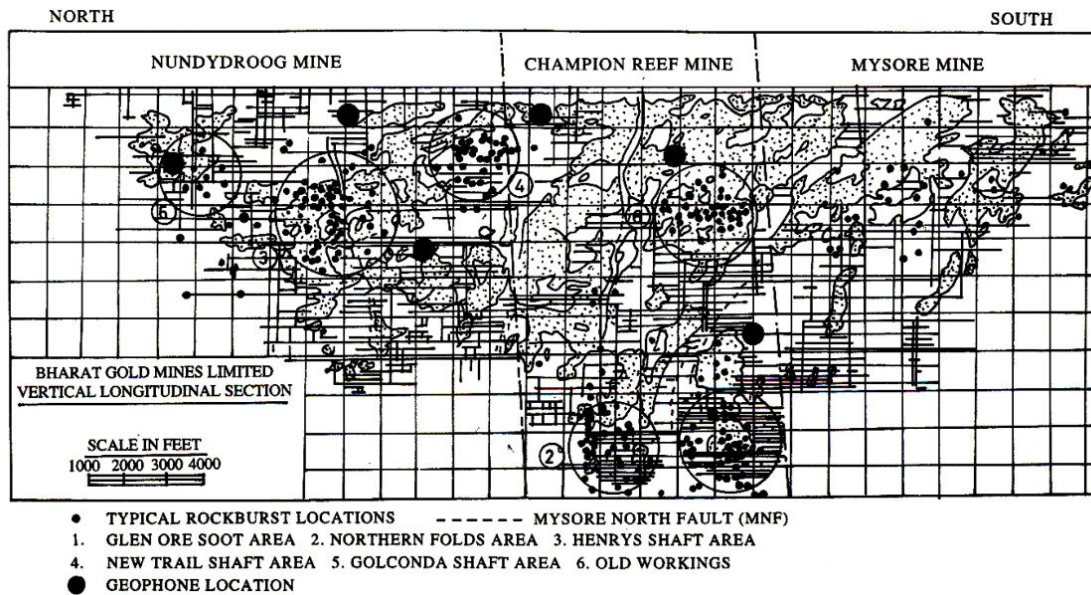 NORTH
SOUTH
NUNDYDROOG MINE
CHAMPION REEF MINE
MYSORE MINE
4
3
2
BHARAT GOLD MINES LIMITED
VERTICAL LONGITUDINAL SECTION
SCALE IN FEET
1000 2000 3000 4000
TYPICAL ROCKBURST LOCATIONS
MYSORE NORTH FAULT (MNF)
1. GLEN ORE SOOT AREA 2. NORTHERN FOLDS AREA 3. HENRYS SHAFT AREA
4. NEW TRAIL SHAFT AREA 5. GOLCONDA SHAFT AREA 6. OLD WORKINGS
GEOPHONE LOCATION